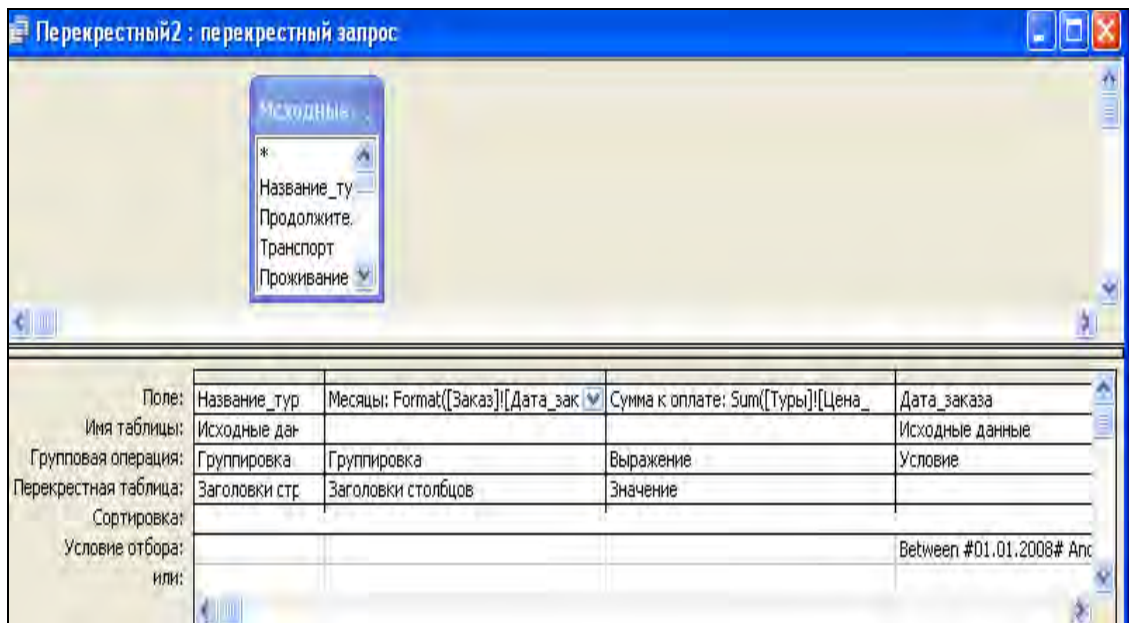 Перекрестный2 : перекрестный запрос
Исходные...
*
Название_ту
Продолжите.
Транспорт
Проживание
Поле: Название_тур Месяцы: Format([Заказ]![Дата_зак Сумма к оплате: Sum([Туры]![Цена_ Дата_заказа
Имя таблицы: Исходные дан Исходные данные
Групповая операция: Группировка Группировка Выражение Условие
Перекрестная таблица: Заголовки стр Заголовки столбцов Значение
Сортировка:
Условие отбора: Between #01.01.2008# And
или: